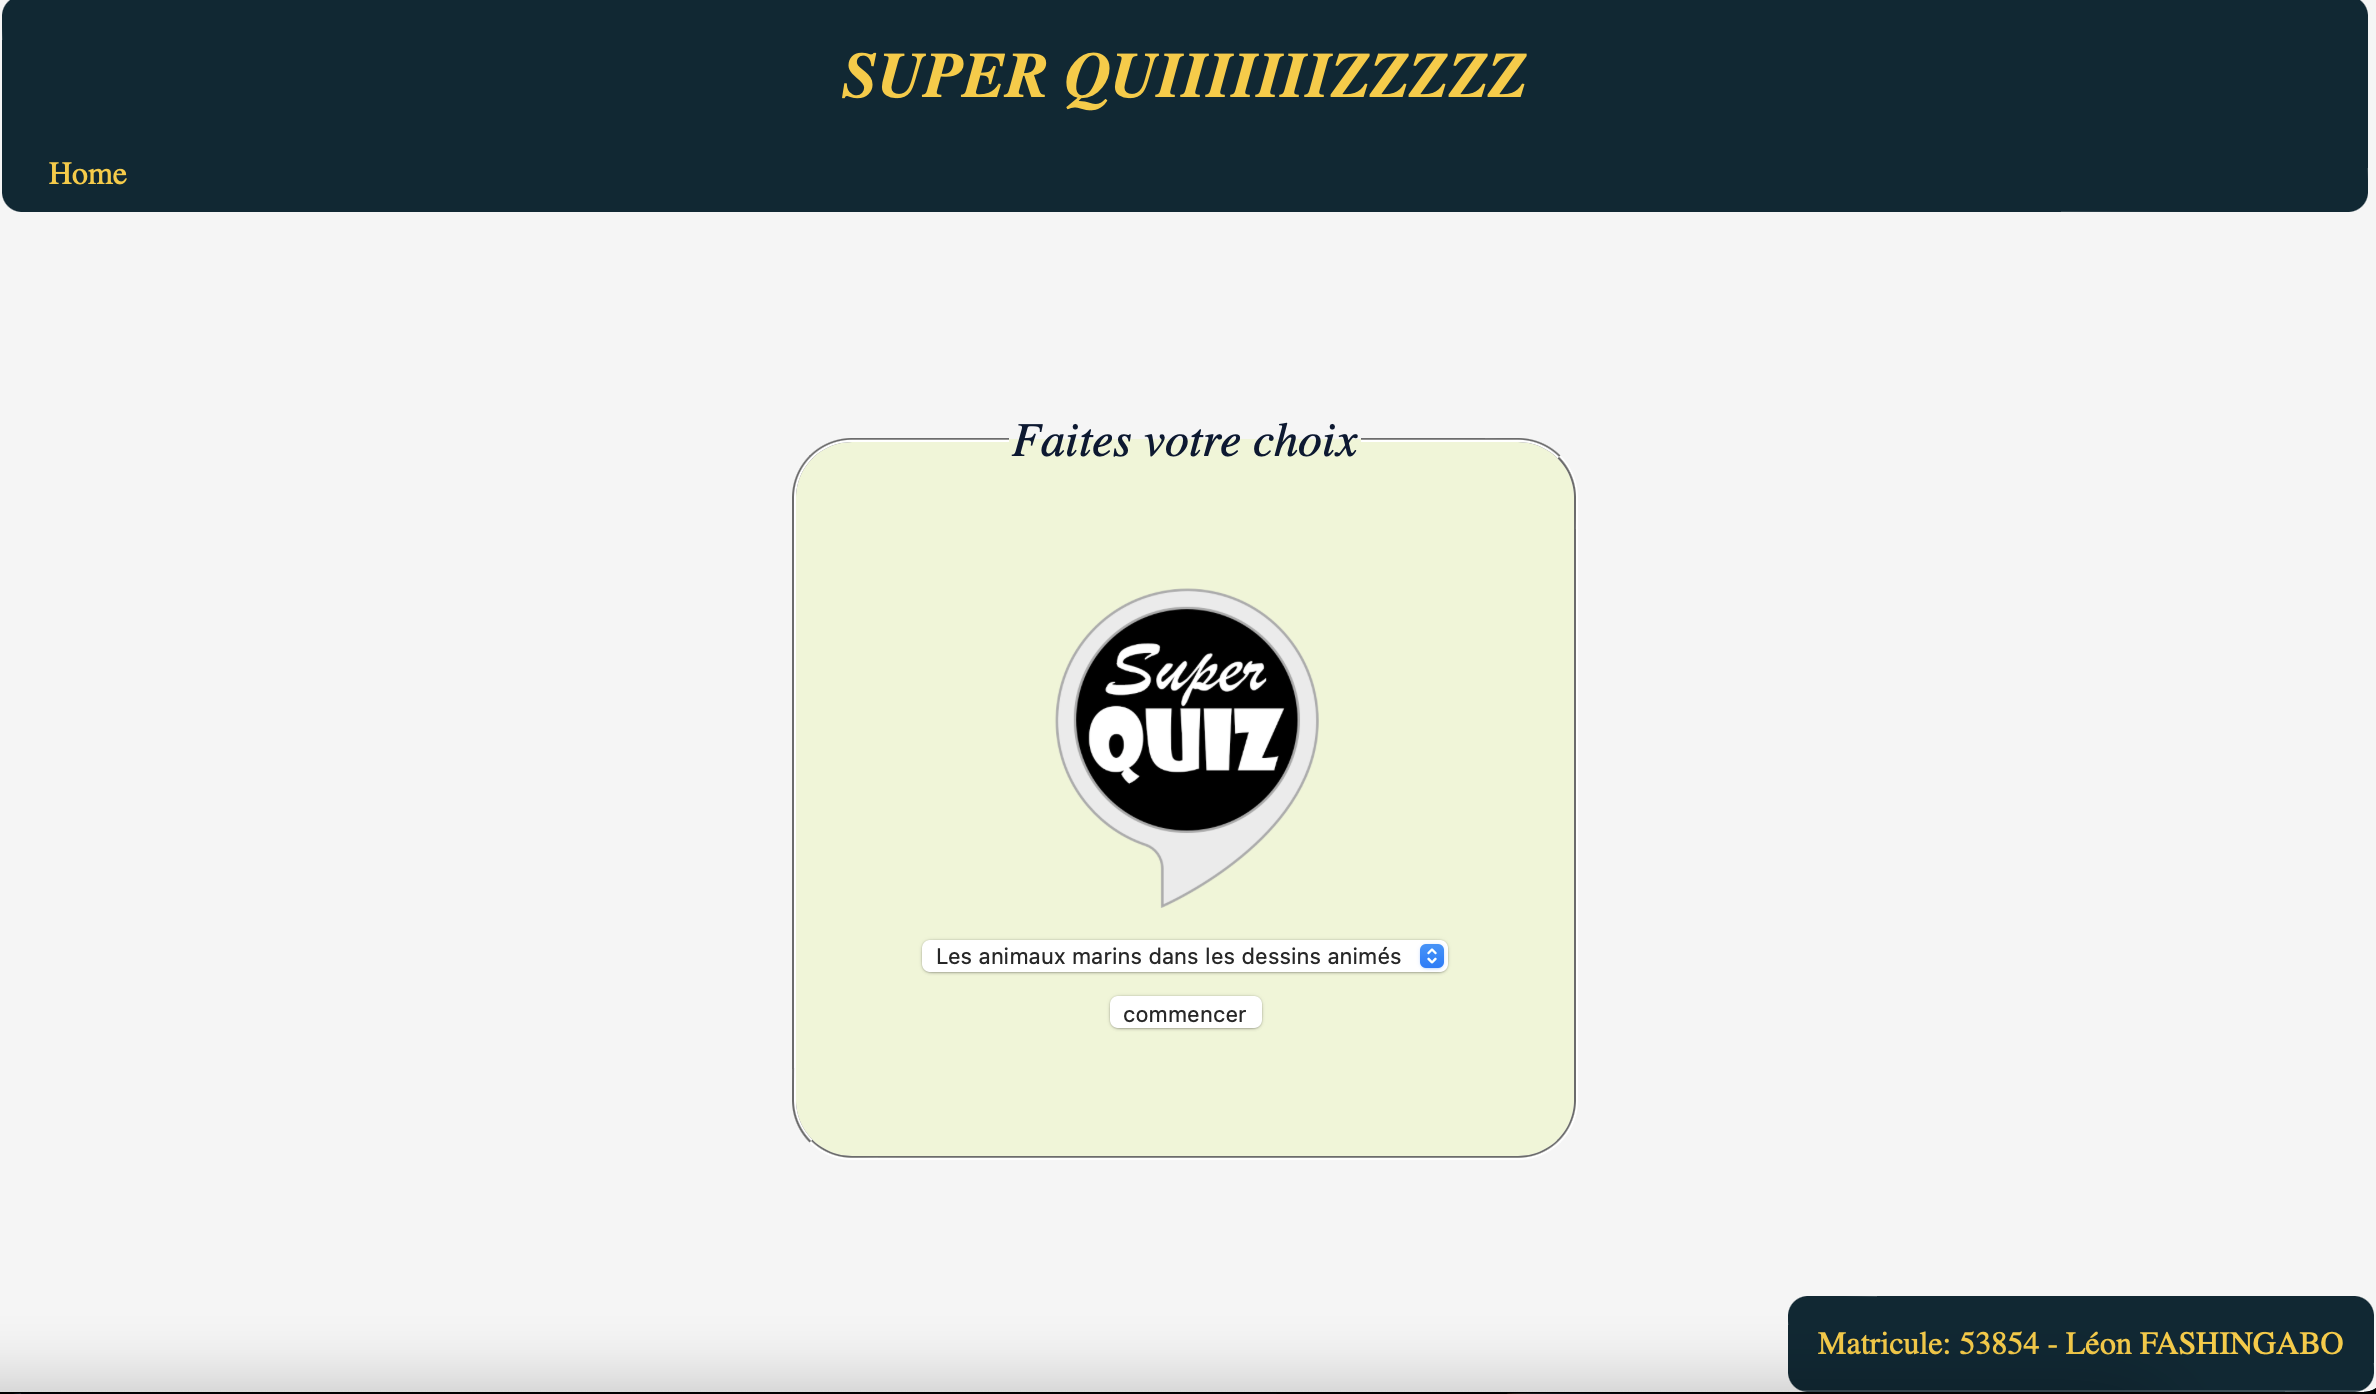 SUPER QUIIIIIIIZZZZZ
Home
Faites votre choix
Super
QUIZ
Les animaux marins dans les dessins animés
commencer
Matricule: 53854 - Léon FASHINGABO